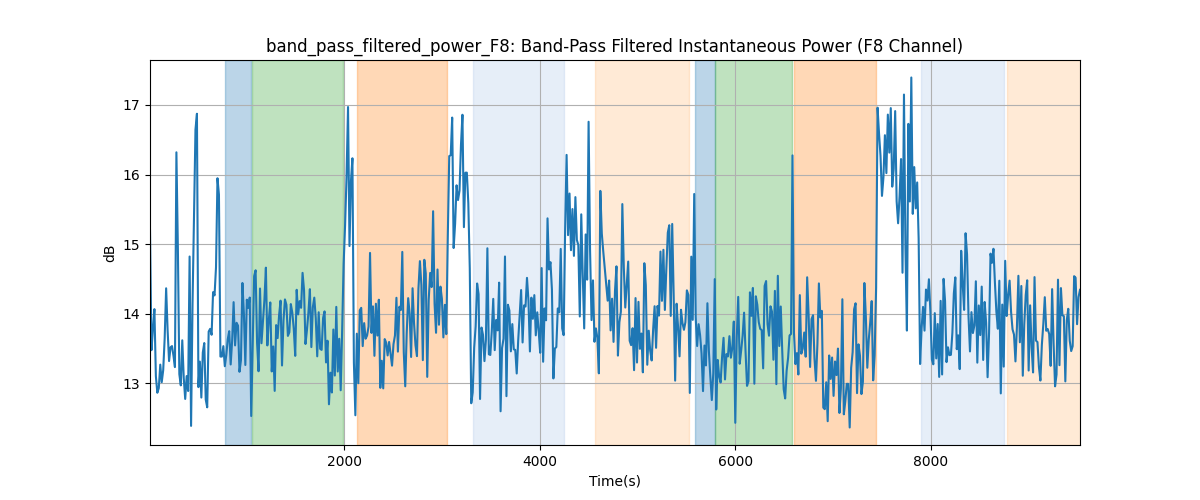 band_pass_filtered_power_F8: Band-Pass Filtered Instantaneous Power (F8 Channel)
17
16
15
14
13
dB
2000 4000 6000 8000
Time(s)